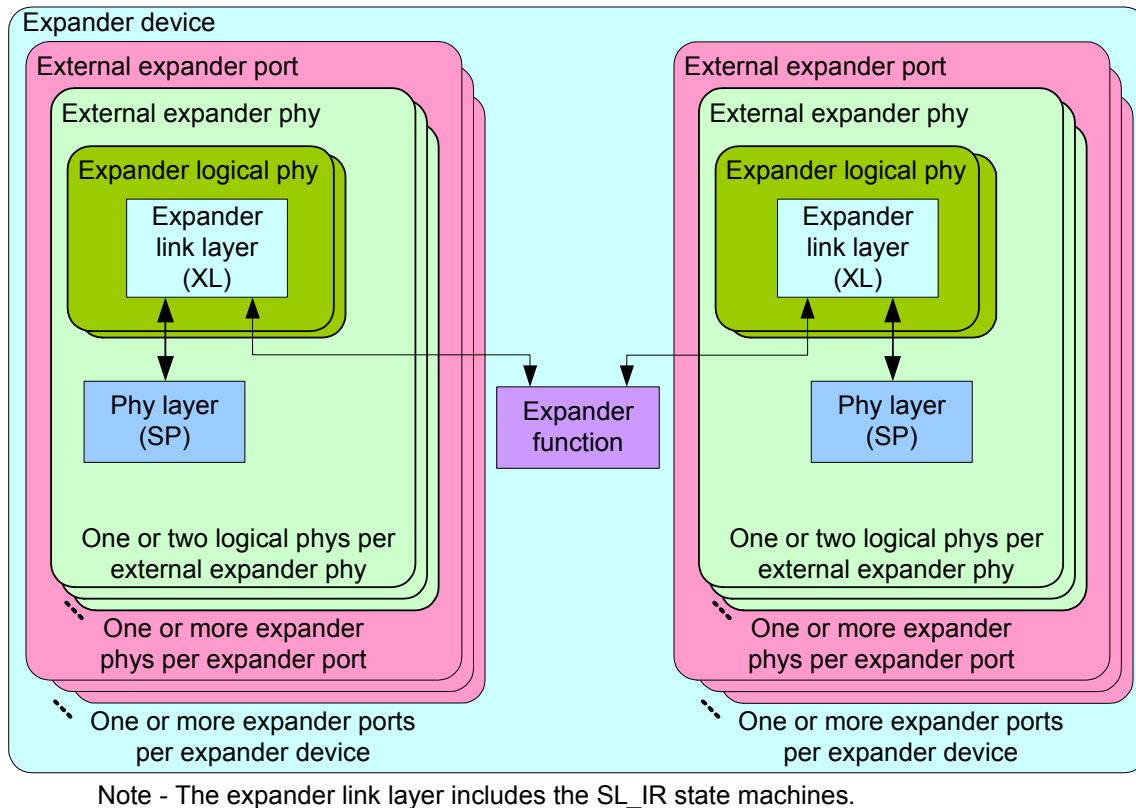 Expander device
External expander port
External expander phy
Expander logical phy
Expander
link layer
(XL)
Phy layer
(SP)
One or two logical phys per
external expander phy
One or more expander
phys per expander port
One or more expander ports
per expander device
Expander
function
External expander port
External expander phy
Expander logical phy
Expander
link layer
(XL)
Phy layer
(SP)
One or two logical phys per
external expander phy
One or more expander
phys per expander port
One or more expander ports
per expander device
Note - The expander link layer includes the SL_IR state machines.